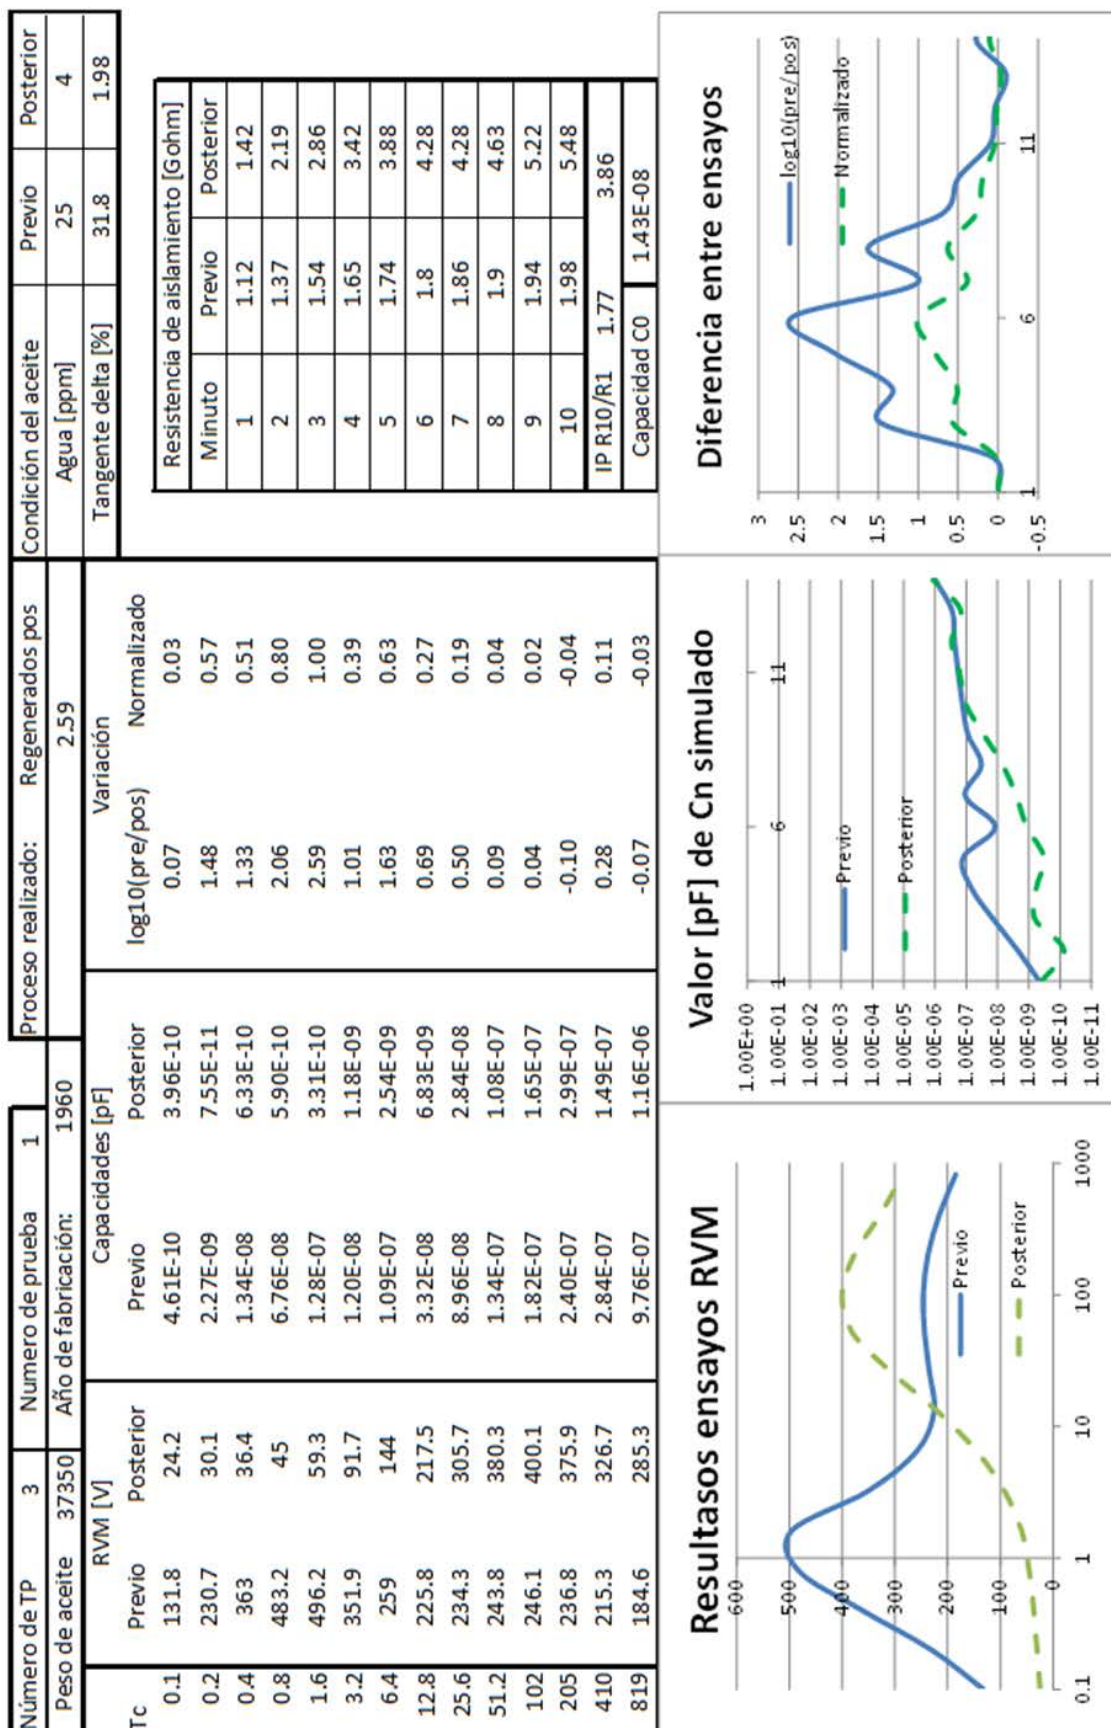 Número de TP 3 Numero de prueba 1 Proceso realizado: Regenerados pos Condición del aceite Previo Posterior
Peso de aceite 37350 Año de fabricación: 1960 2.59 Agua [ppm] 25 4
Tangente delta [%] 31.8 1.98
RVM [V] Capacidades [pF] Variación
Tc Previo Posterior Previo Posterior log10(pre/pos) Normalizado
0.1 131.8 24.2 4.61E-10 3.96E-10 0.07 0.03
0.2 230.7 30.1 2.27E-09 7.55E-11 1.48 0.57
0.4 363 36.4 1.34E-08 6.33E-10 1.33 0.51
0.8 483.2 45 6.76E-08 5.90E-10 2.06 0.80
1.6 496.2 59.3 1.28E-07 3.31E-10 2.59 1.00
3.2 351.9 91.7 1.20E-08 1.18E-09 1.01 0.39
6.4 259 144 1.09E-07 2.54E-09 1.63 0.63
12.8 225.8 217.5 3.32E-08 6.83E-09 0.69 0.27
25.6 234.3 305.7 8.96E-08 2.84E-08 0.50 0.19
51.2 243.8 380.3 1.34E-07 1.08E-07 0.09 0.04
102 246.1 400.1 1.82E-07 1.65E-07 0.04 0.02
205 236.8 375.9 2.40E-07 2.99E-07 -0.10 -0.04
410 215.3 326.7 2.84E-07 1.49E-07 0.28 0.11
819 184.6 285.3 9.76E-07 1.16E-06 -0.07 -0.03
Resistencia de aislamiento [Gohm]
Minuto Previo Posterior
1 1.12 1.42
2 1.37 2.19
3 1.54 2.86
4 1.65 3.42
5 1.74 3.88
6 1.8 4.28
7 1.86 4.28
8 1.9 4.63
9 1.94 5.22
10 1.98 5.48
IP R10/R1 1.77 3.86
Capacidad C0 1.43E-08
Resultasos ensayos RVM
600
500
400
300
200
100
0
0.1 1 10 100 1000
Previo
Posterior
Valor [pF] de Cn simulado
1.00E+00
1.00E-01
1.00E-02
1.00E-03
1.00E-04
1.00E-05
1.00E-06
1.00E-07
1.00E-08
1.00E-09
1.00E-10
1.00E-11
1 6 11
Previo
Posterior
Diferencia entre ensayos
3
2.5
2
1.5
1
0.5
0
-0.5
1 6 11
log10(pre/pos)
Normalizado